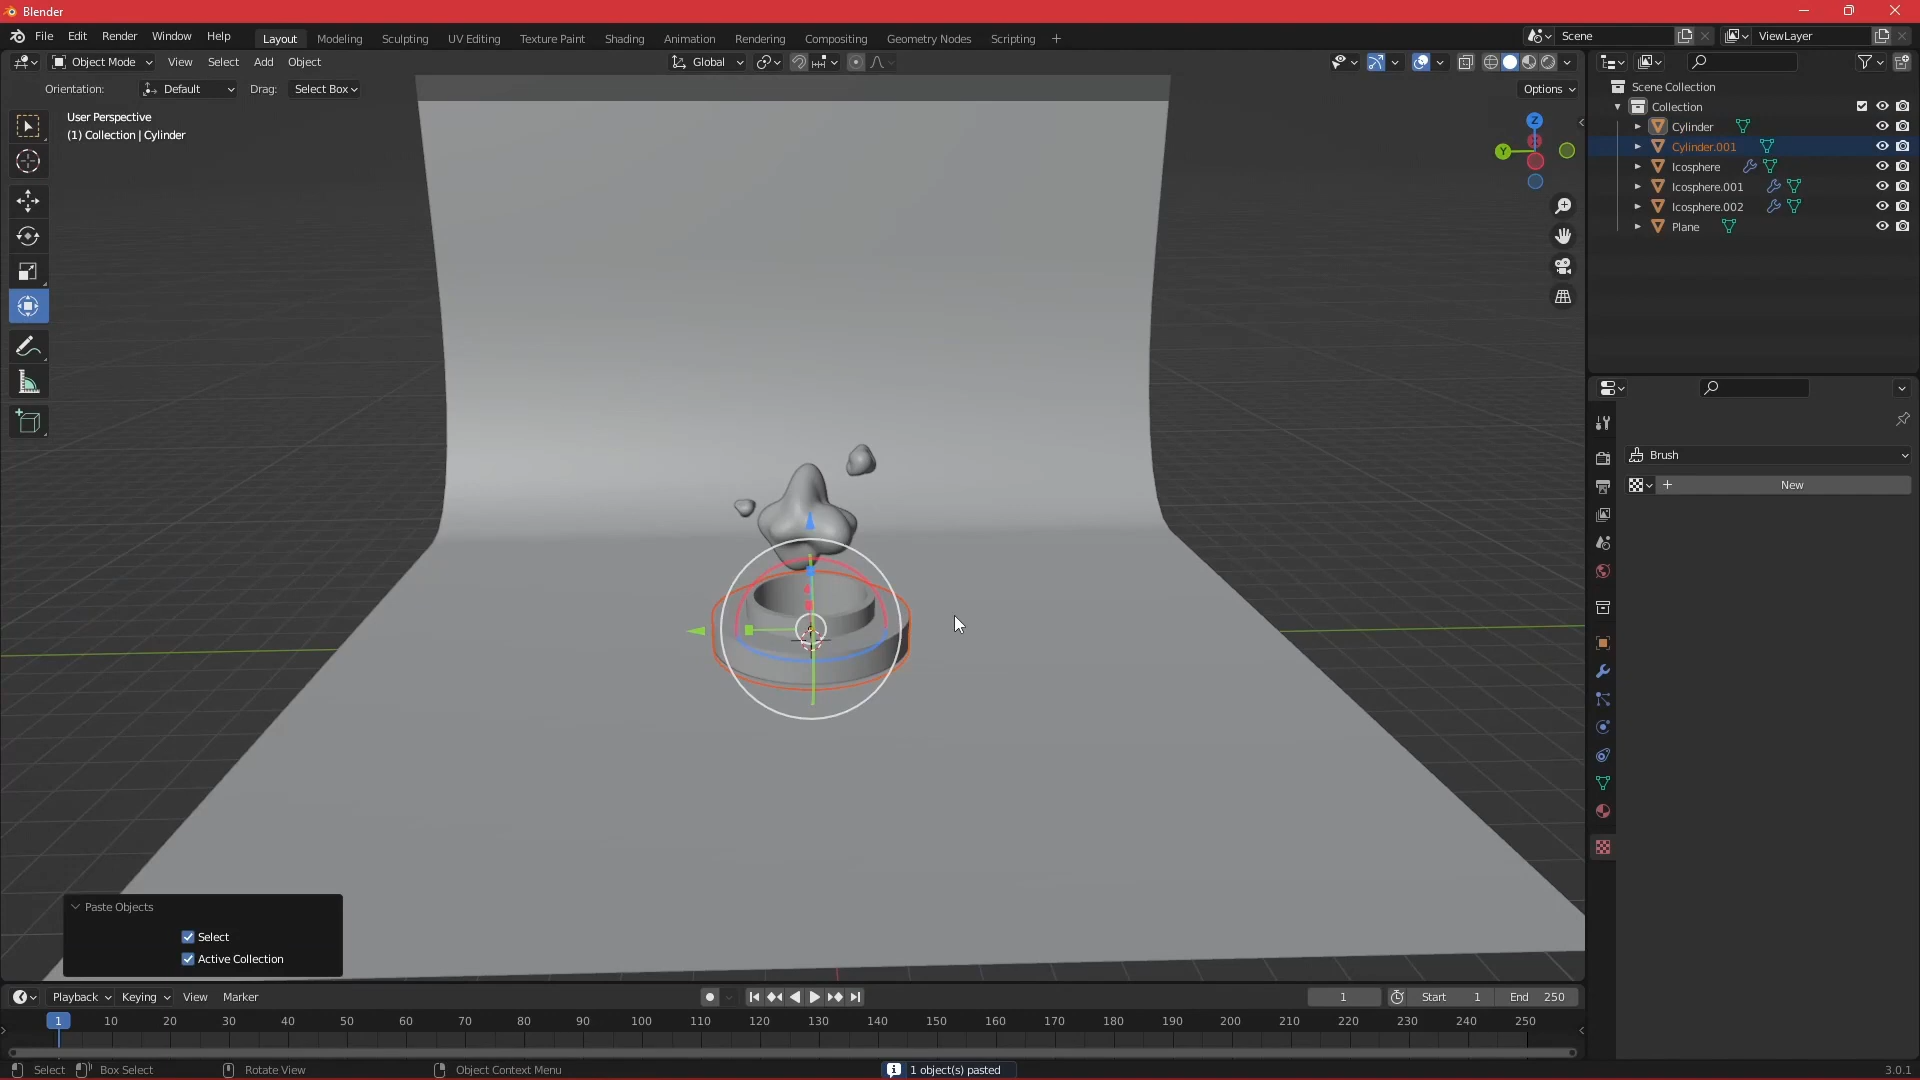 Blender
File Edit Render Window Help
Layout Modeling Sculpting UV Editing Texture Paint Shading Animation Rendering Compositing Geometry Nodes Scripting +
Scene
ViewLayer
Object Mode View Select Add Object
Global
Orientation: Default Drag: Select Box
Options
User Perspective
(1) Collection | Cylinder
Z
Y
Scene Collection
Collection
Cylinder
Cylinder.001
Icosphere
Icosphere.001
Icosphere.002
Plane
Brush
+ New
Paste Objects
Select
Active Collection
Playback Keying View Marker
1 Start 1 End 250
1 10 20 30 40 50 60 70 80 90 100 110 120 130 140 150 160 170 180 190 200 210 220 230 240 250
Select Box Select Rotate View Object Context Menu 1 object(s) pasted 3.0.1